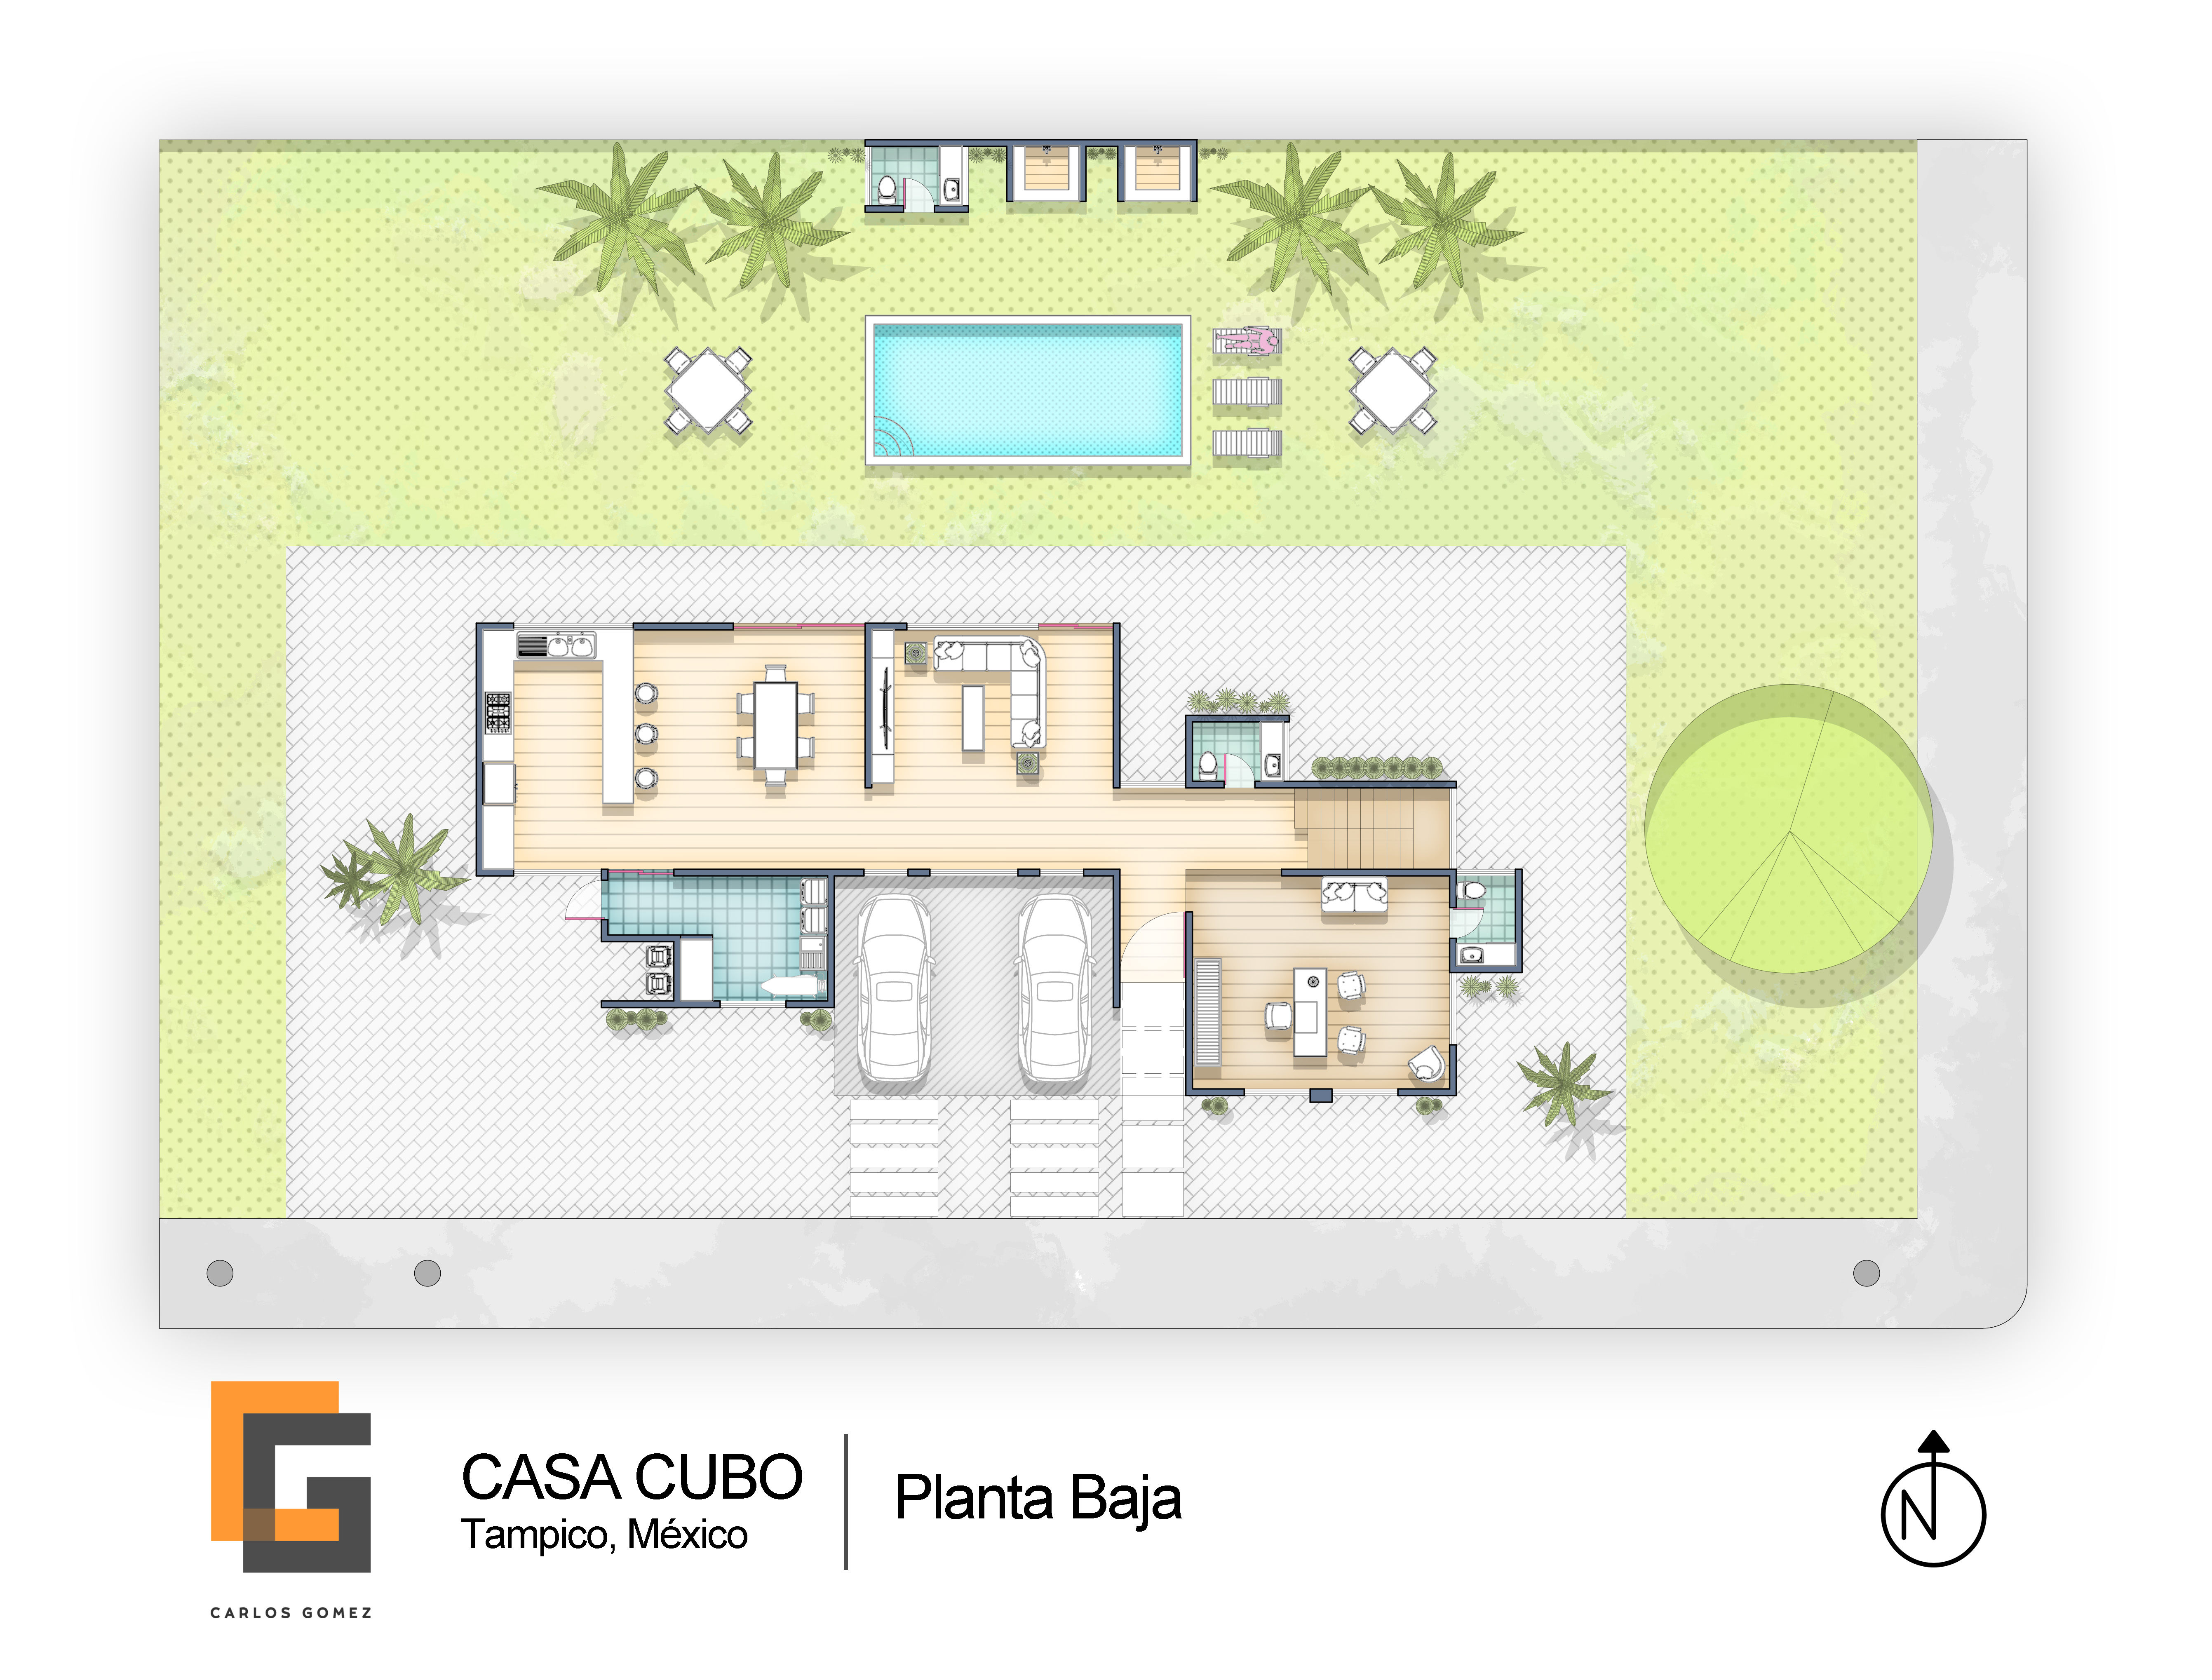 CASA CUBO
Tampico, México
Planta Baja
N
CARLOS GOMEZ